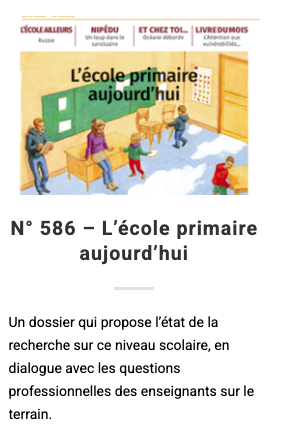 L'ÉCOLE AILLEURS NIPÉDU ET CHEZ TOI... LIVRE DU MOIS
Russie Un loup dans le sanctuaire Océane déborde L'attention aux vulnérabilités...
L'école primaire
aujourd'hui
N° 586 – L'école primaire
aujourd'hui
Un dossier qui propose l'état de la
recherche sur ce niveau scolaire, en
dialogue avec les questions
professionnelles des enseignants sur le
terrain.